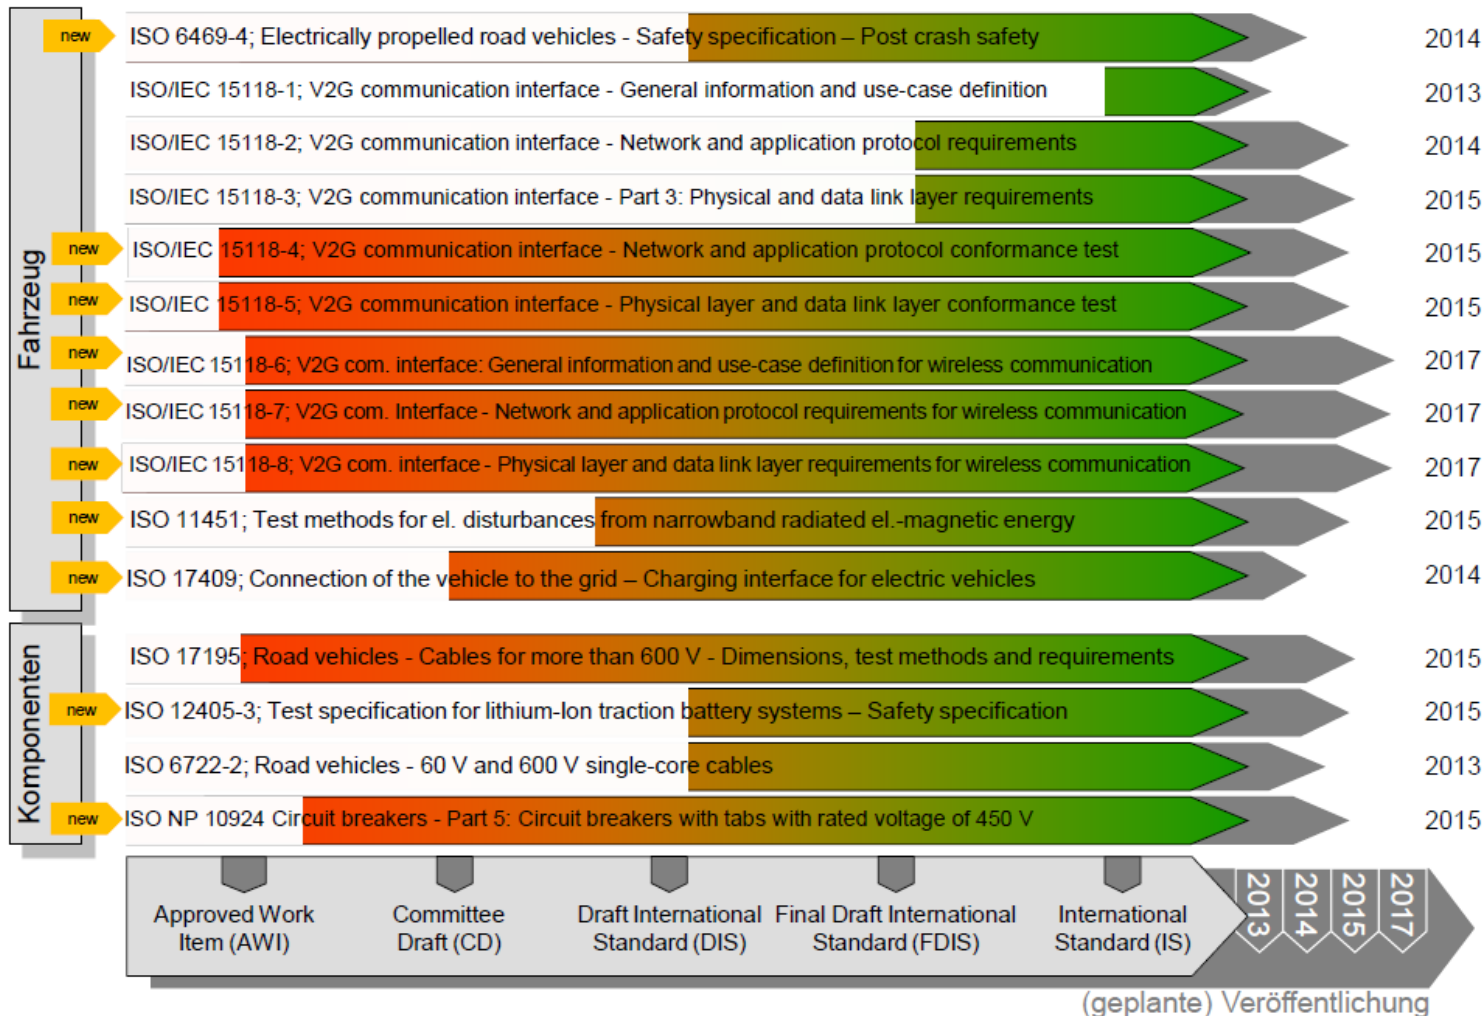 Fahrzeug
new
ISO 6469-4; Electrically propelled road vehicles - Safety specification – Post crash safety
2014
ISO/IEC 15118-1; V2G communication interface - General information and use-case definition
2013
ISO/IEC 15118-2; V2G communication interface - Network and application protocol requirements
2014
ISO/IEC 15118-3; V2G communication interface - Part 3: Physical and data link layer requirements
2015
new
ISO/IEC 15118-4; V2G communication interface - Network and application protocol conformance test
2015
new
ISO/IEC 15118-5; V2G communication interface - Physical layer and data link layer conformance test
2015
new
ISO/IEC 15118-6; V2G com. interface: General information and use-case definition for wireless communication
2017
new
ISO/IEC 15118-7; V2G com. Interface - Network and application protocol requirements for wireless communication
2017
new
ISO/IEC 15118-8; V2G com. interface - Physical layer and data link layer requirements for wireless communication
2017
new
ISO 11451; Test methods for el. disturbances from narrowband radiated el.-magnetic energy
2015
new
ISO 17409; Connection of the vehicle to the grid – Charging interface for electric vehicles
2014
Komponenten
ISO 17195; Road vehicles - Cables for more than 600 V - Dimensions, test methods and requirements
2015
new
ISO 12405-3; Test specification for lithium-Ion traction battery systems – Safety specification
2015
ISO 6722-2; Road vehicles - 60 V and 600 V single-core cables
2013
new
ISO NP 10924 Circuit breakers - Part 5: Circuit breakers with tabs with rated voltage of 450 V
2015
Approved Work
Item (AWI)
Committee
Draft (CD)
Draft International
Standard (DIS)
Final Draft International
Standard (FDIS)
International
Standard (IS)
2013
2014
2015
2017
(geplante) Veröffentlichung